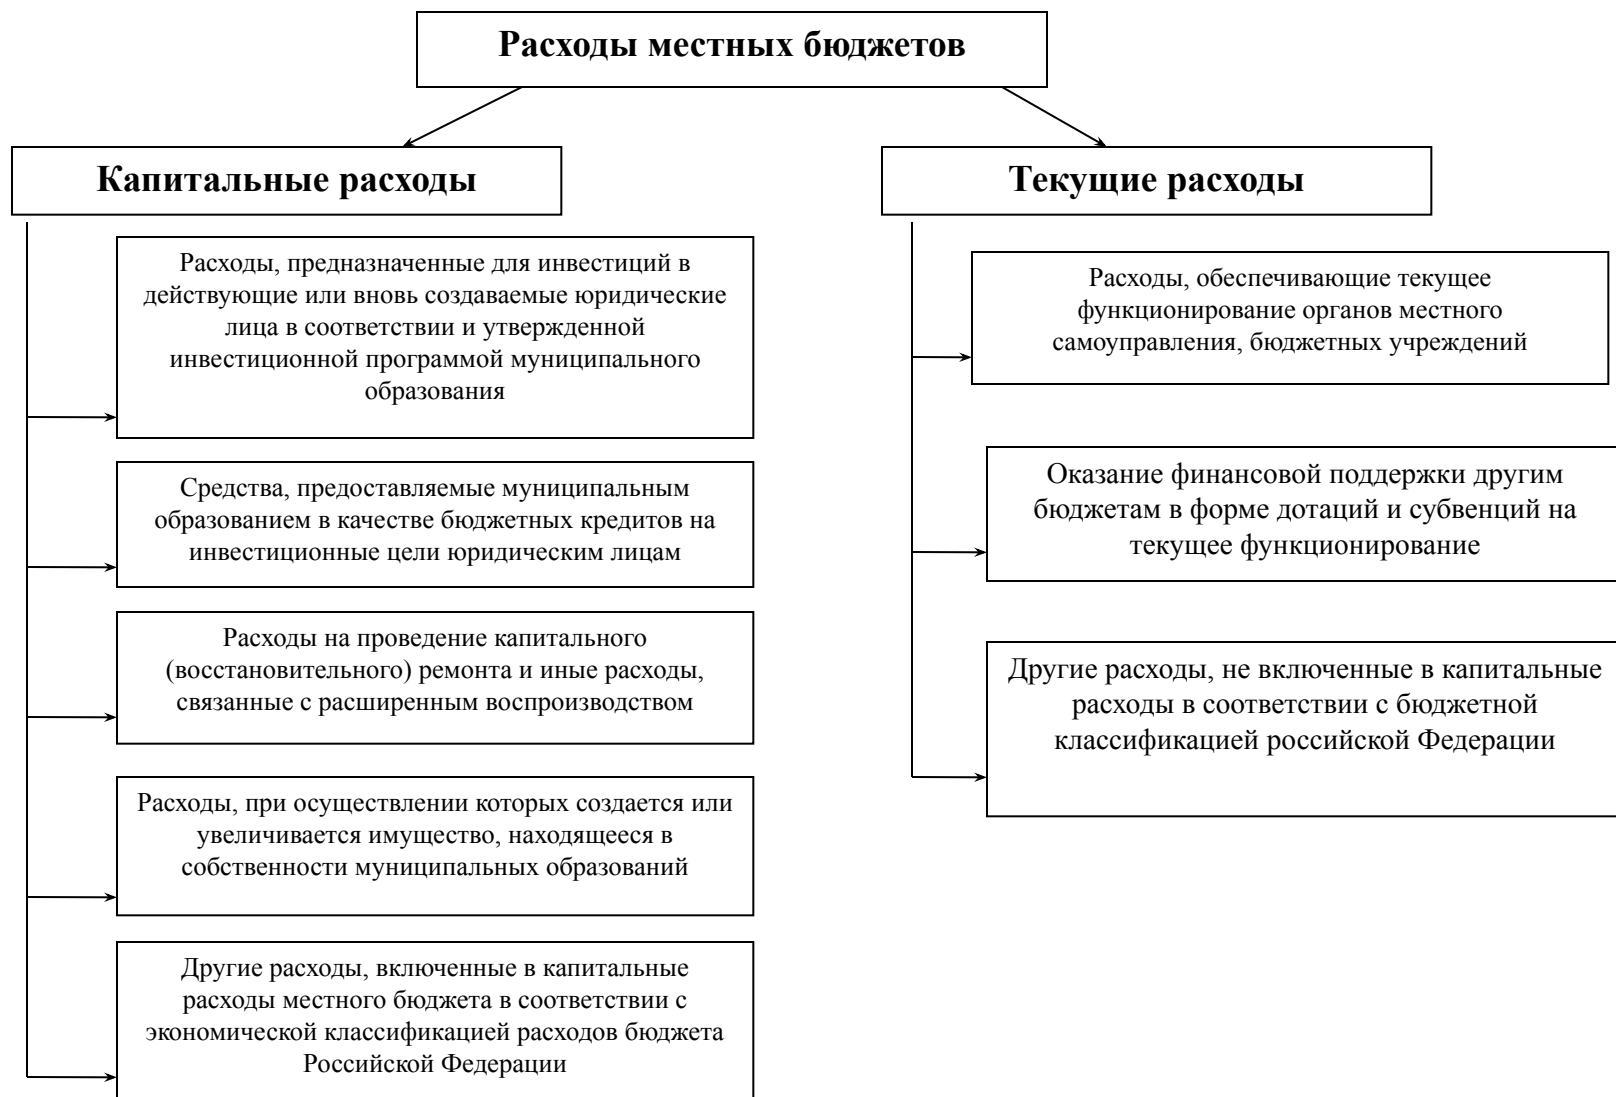 Расходы местных бюджетов
Капитальные расходы
Расходы, предназначенные для инвестиций в
действующие или вновь создаваемые юридические
лица в соответствии и утвержденной
инвестиционной программой муниципального
образования
Средства, предоставляемые муниципальным
образованием в качестве бюджетных кредитов на
инвестиционные цели юридическим лицам
Расходы на проведение капитального
(восстановительного) ремонта и иные расходы,
связанные с расширенным воспроизводством
Расходы, при осуществлении которых создается или
увеличивается имущество, находящееся в
собственности муниципальных образований
Другие расходы, включенные в капитальные
расходы местного бюджета в соответствии с
экономической классификацией расходов бюджета
Российской Федерации
Текущие расходы
Расходы, обеспечивающие текущее
функционирование органов местного
самоуправления, бюджетных учреждений
Оказание финансовой поддержки другим
бюджетам в форме дотаций и субвенций на
текущее функционирование
Другие расходы, не включенные в капитальные
расходы в соответствии с бюджетной
классификацией российской Федерации